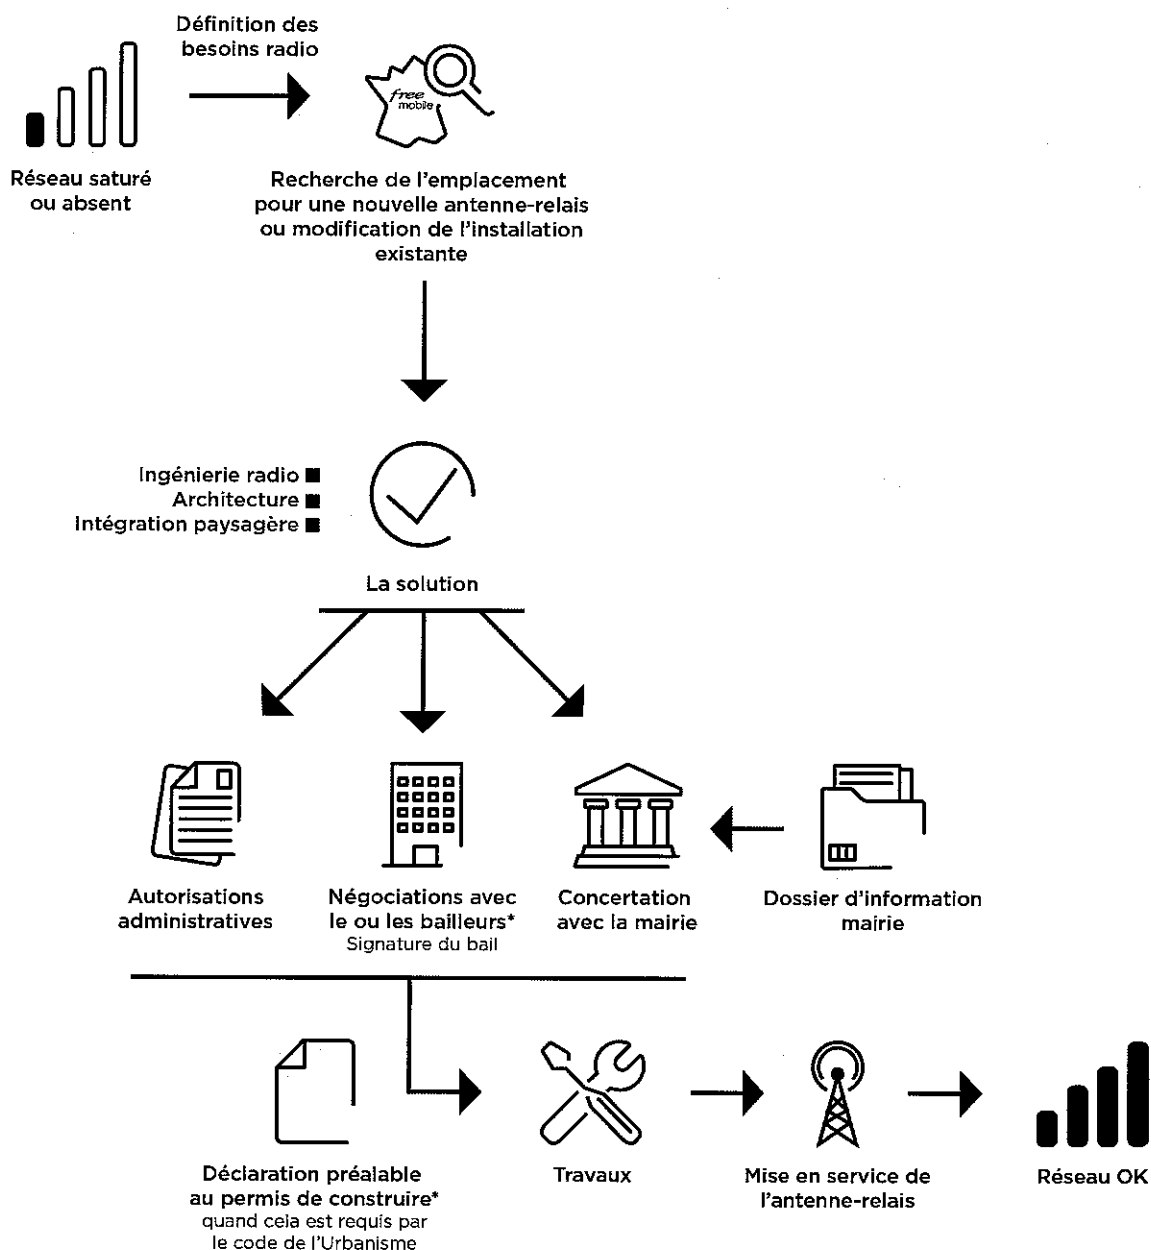 Définition des
besoins radio
free
mobile
Réseau saturé
ou absent
Recherche de l'emplacement
pour une nouvelle antenne-relais
ou modification de l'installation
existante
Ingénierie radio ■
Architecture ■
Intégration paysagère ■
La solution
Autorisations
administratives
Négociations avec
le ou les bailleurs*
Signature du bail
Concertation
avec la mairie
Dossier d'information
mairie
Déclaration préalable
au permis de construire*
quand cela est requis par
le code de l'Urbanisme
Travaux
Mise en service de
l'antenne-relais
Réseau OK